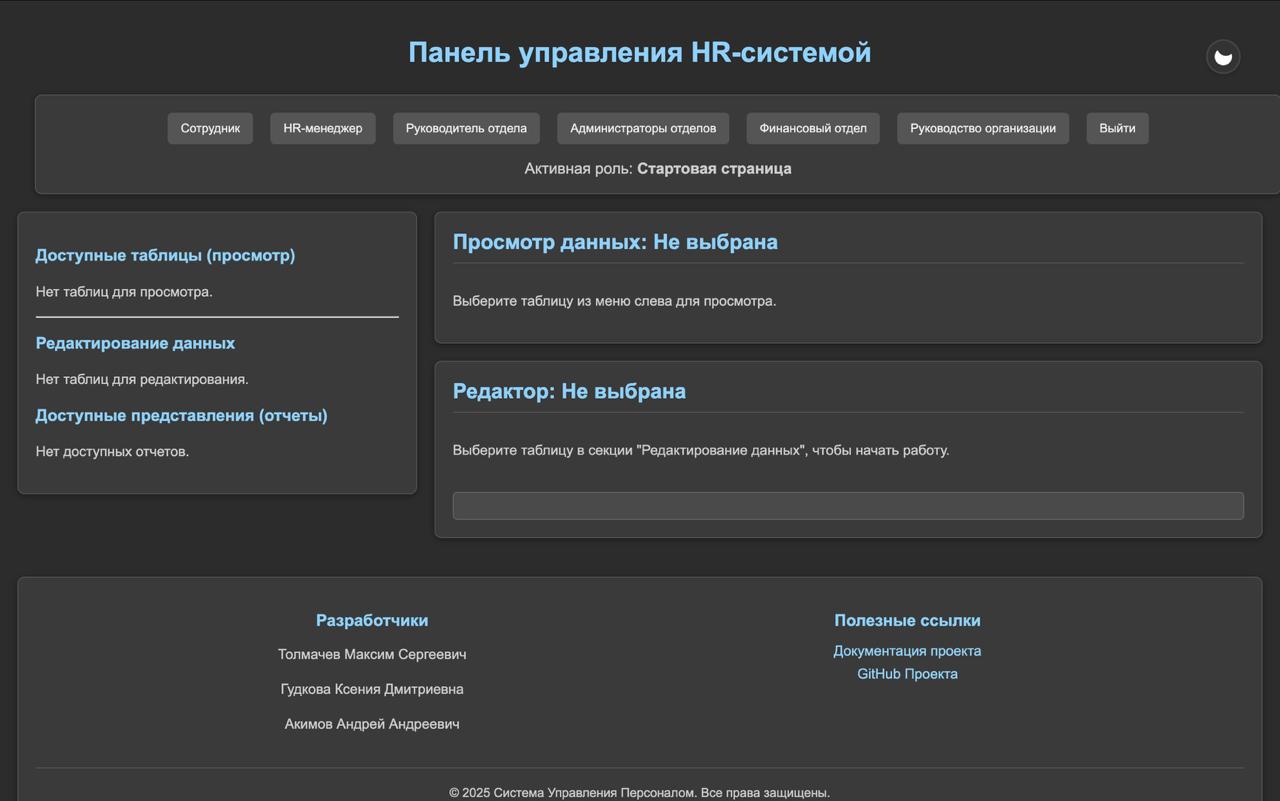 Панель управления HR-системой
Сотрудник
HR-менеджер
Руководитель отдела
Администраторы отделов
Финансовый отдел
Руководство организации
Выйти
Активная роль: Стартовая страница
Доступные таблицы (просмотр)
Нет таблиц для просмотра.
Редактирование данных
Нет таблиц для редактирования.
Доступные представления (отчеты)
Нет доступных отчетов.
Просмотр данных: Не выбрана
Выберите таблицу из меню слева для просмотра.
Редактор: Не выбрана
Выберите таблицу в секции "Редактирование данных", чтобы начать работу.
Разработчики
Толмачев Максим Сергеевич
Гудкова Ксения Дмитриевна
Акимов Андрей Андреевич
Полезные ссылки
Документация проекта
GitHub Проекта
© 2025 Система Управления Персоналом. Все права защищены.